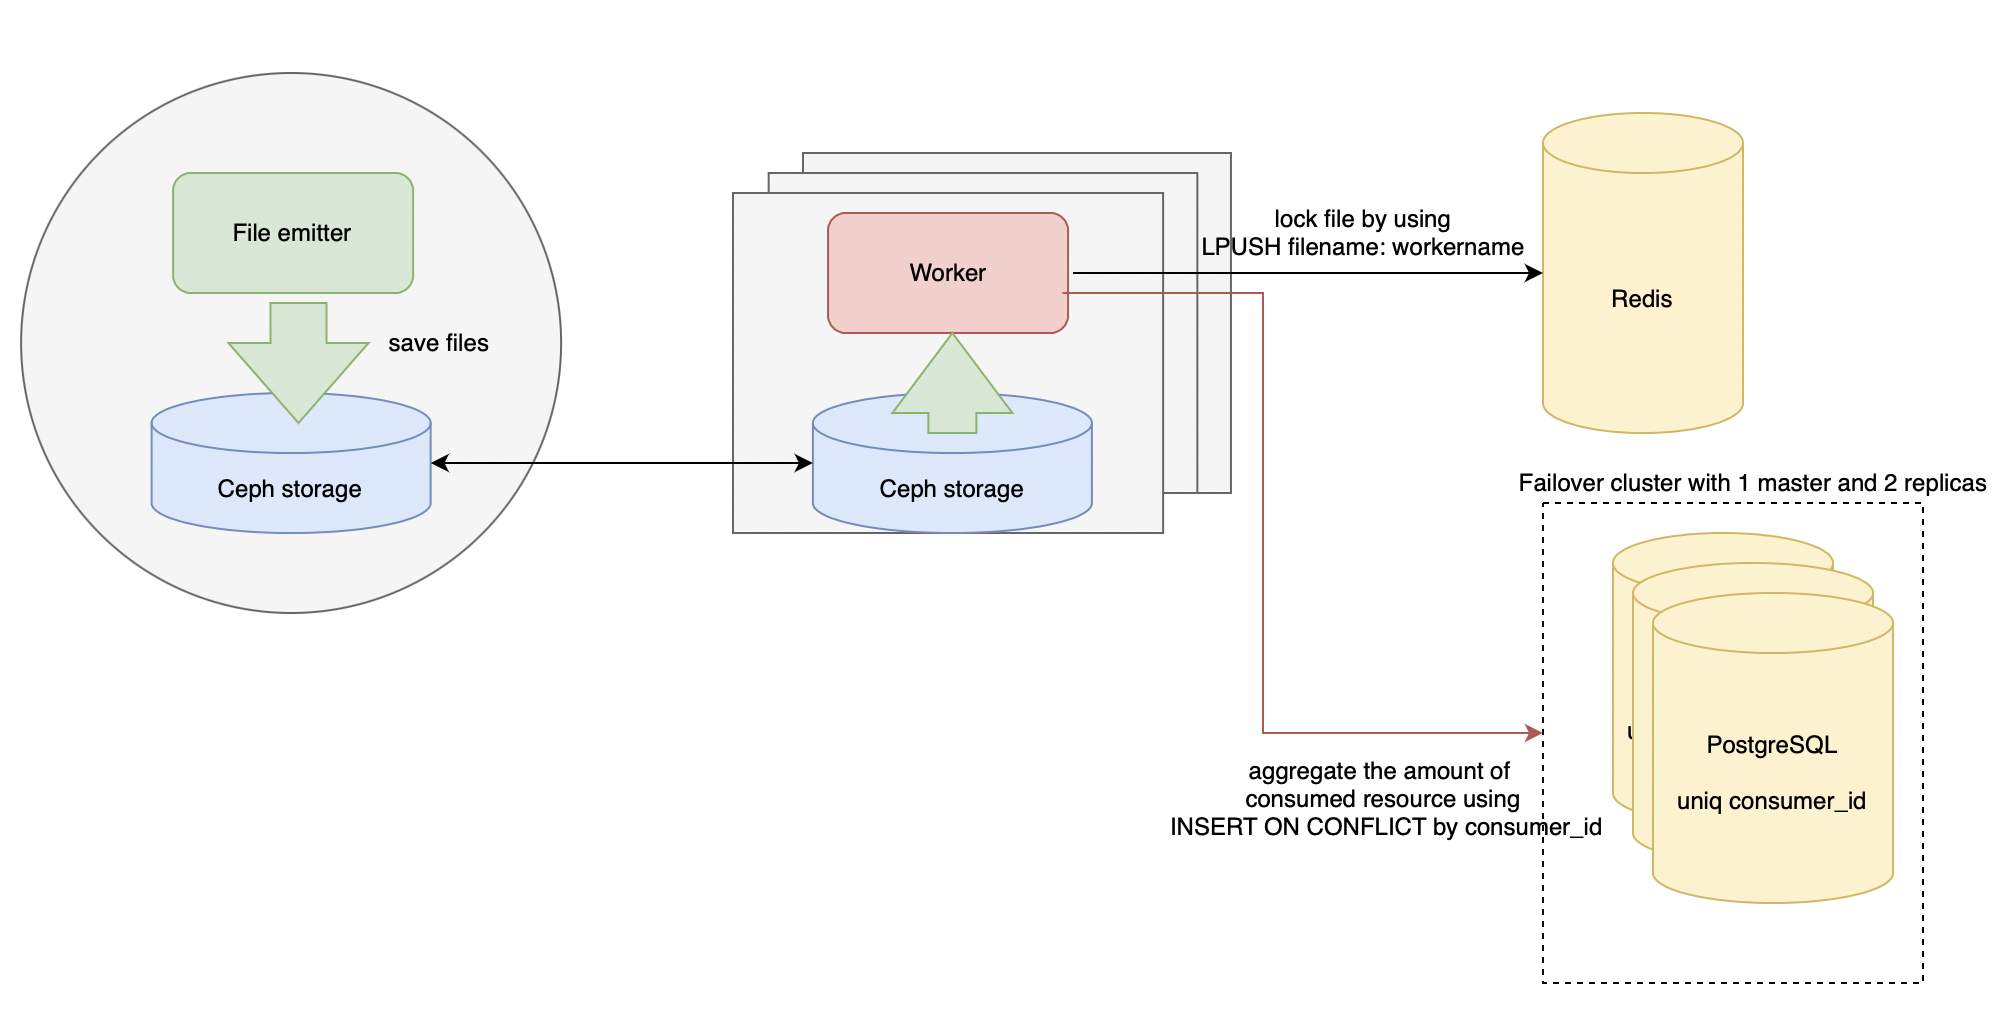 File emitter
save files
Ceph storage
Worker
Ceph storage
lock file by using
LPUSH filename: workername
Redis
Failover cluster with 1 master and 2 replicas
PostgreSQL
uniq consumer_id
aggregate the amount of
consumed resource using
INSERT ON CONFLICT by consumer_id